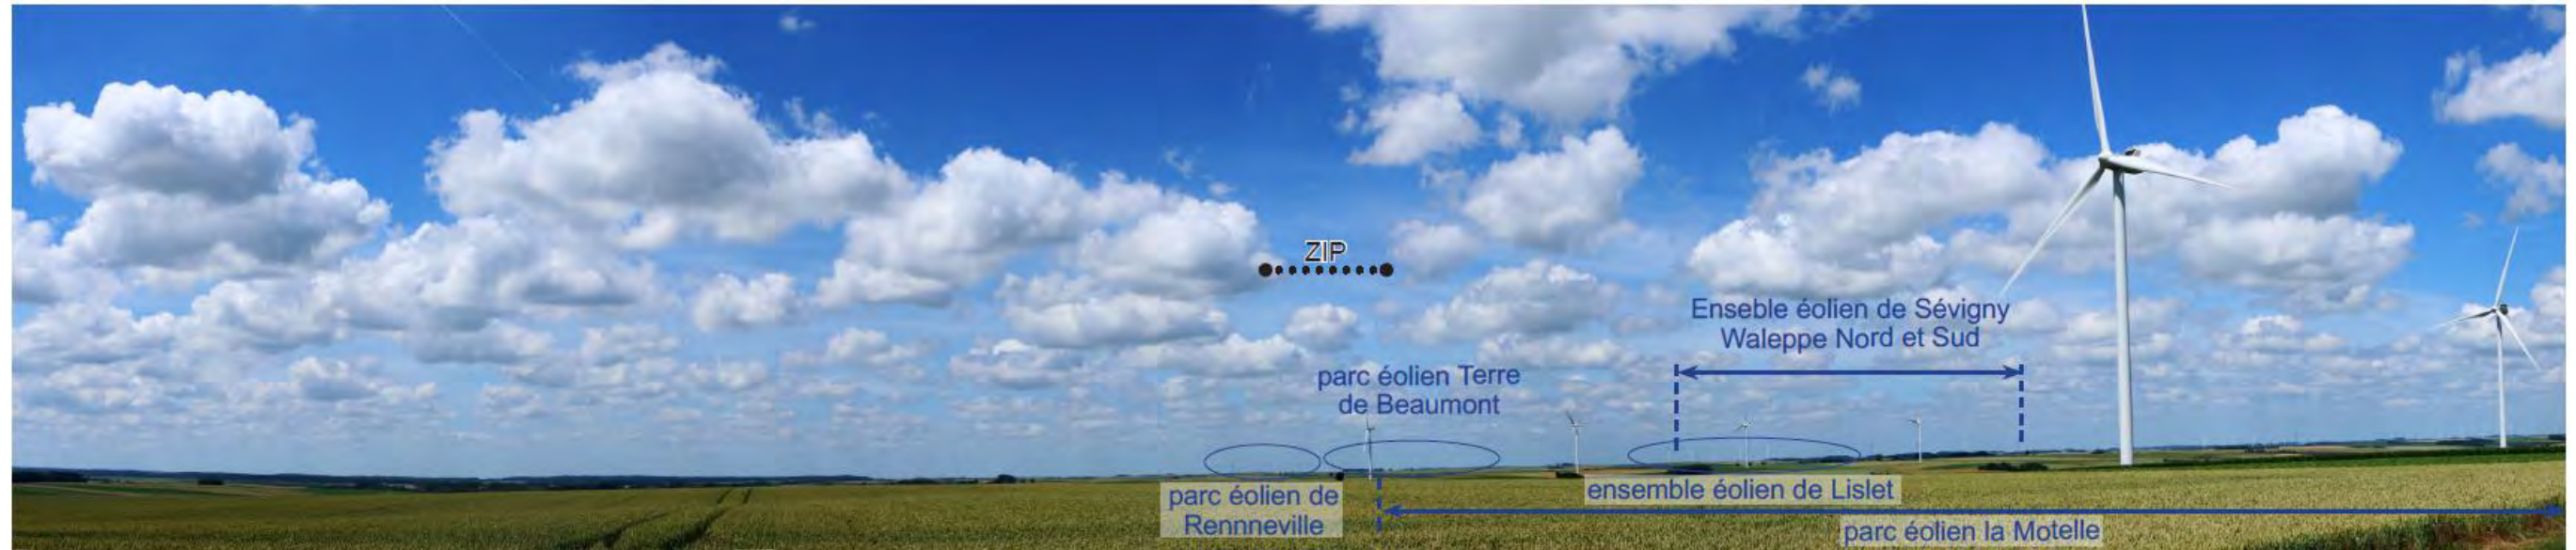 ZIP
Enseble éolien de Sévigny
Waleppe Nord et Sud
parc éolien Terre
de Beaumont
parc éolien de
Rennneville
ensemble éolien de Lislet
parc éolien la Motelle